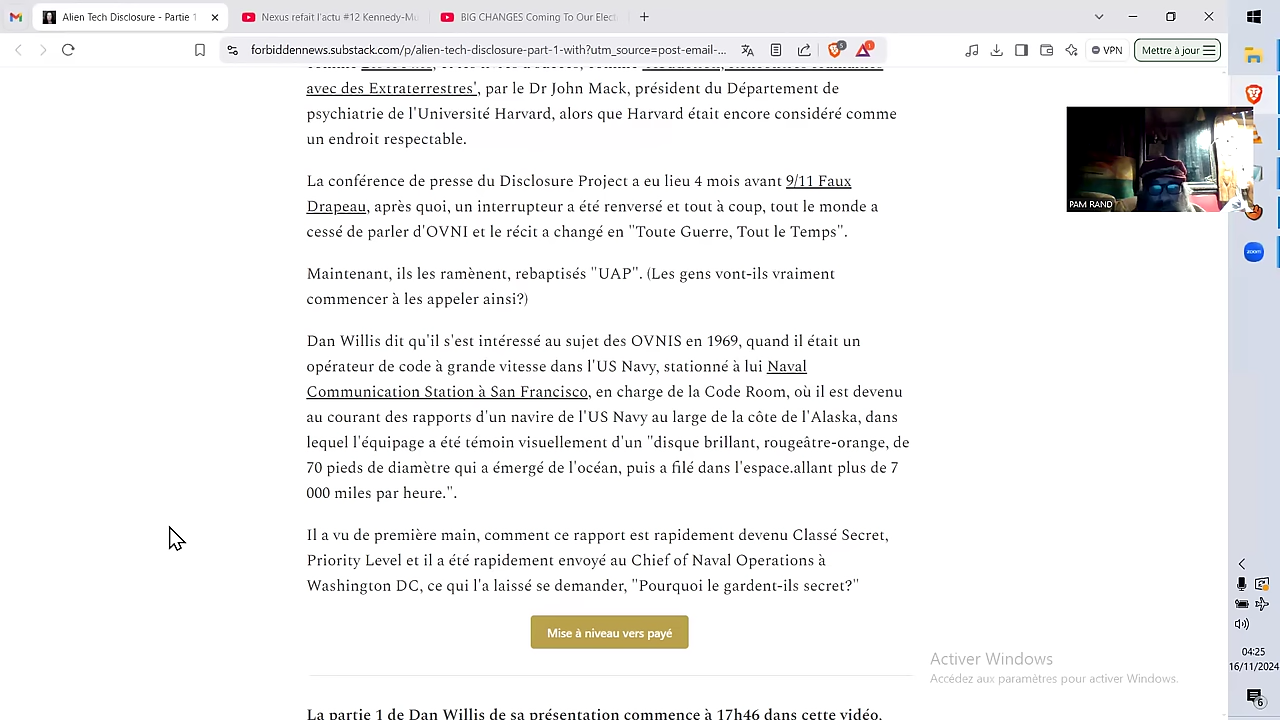 Alien Tech Disclosure - Partie 1
Nexus refait l'actu #12 Kennedy-Mu
BIG CHANGES Coming To Our Elect
forbiddennews.substack.com/p/alien-tech-disclosure-part-1-with?utm_source=post-email-...
5
1
VPN
Mettre à jour
avec des Extraterrestres', par le Dr John Mack, président du Département de
psychiatrie de l'Université Harvard, alors que Harvard était encore considéré comme
un endroit respectable.
La conférence de presse du Disclosure Project a eu lieu 4 mois avant 9/11 Faux
Drapeau, après quoi, un interrupteur a été renversé et tout à coup, tout le monde a
cessé de parler d'OVNI et le récit a changé en "Toute Guerre, Tout le Temps".
Maintenant, ils les ramènent, rebaptisés "UAP". (Les gens vont-ils vraiment
commencer à les appeler ainsi?)
Dan Willis dit qu'il s'est intéressé au sujet des OVNIS en 1969, quand il était un
opérateur de code à grande vitesse dans l'US Navy, stationné à lui Naval
Communication Station à San Francisco, en charge de la Code Room, où il est devenu
au courant des rapports d'un navire de l'US Navy au large de la côte de l'Alaska, dans
lequel l'équipage a été témoin visuellement d'un "disque brillant, rougeâtre-orange, de
70 pieds de diamètre qui a émergé de l'océan, puis a filé dans l'espace.allant plus de 7
000 miles par heure.".
Il a vu de première main, comment ce rapport est rapidement devenu Classé Secret,
Priority Level et il a été rapidement envoyé au Chief of Naval Operations à
Washington DC, ce qui l'a laissé se demander, "Pourquoi le gardent-ils secret?"
Mise à niveau vers payé
La partie 1 de Dan Willis de sa présentation commence à 17h46 dans cette vidéo.
PAM RAND
zoom
Activer Windows
Accédez aux paramètres pour activer Windows.
04:25
16/11/2024
6